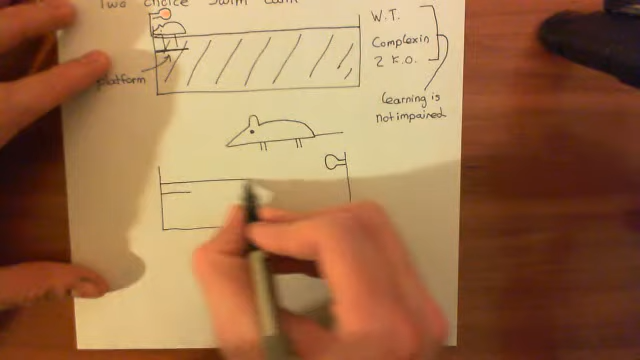 Two choice swim tank
W.T.
Complexin
2 K.O.
platform
learning is
not impaired